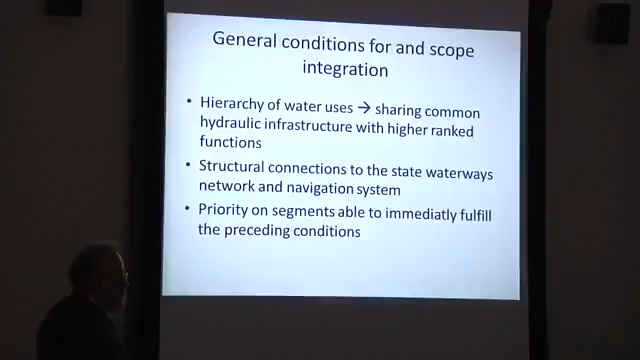 General conditions for and scope
integration
• Hierarchy of water uses → sharing common
hydraulic infrastructure with higher ranked
functions
• Structural connections to the state waterways
network and navigation system
• Priority on segments able to immediatly fulfill
the preceding conditions